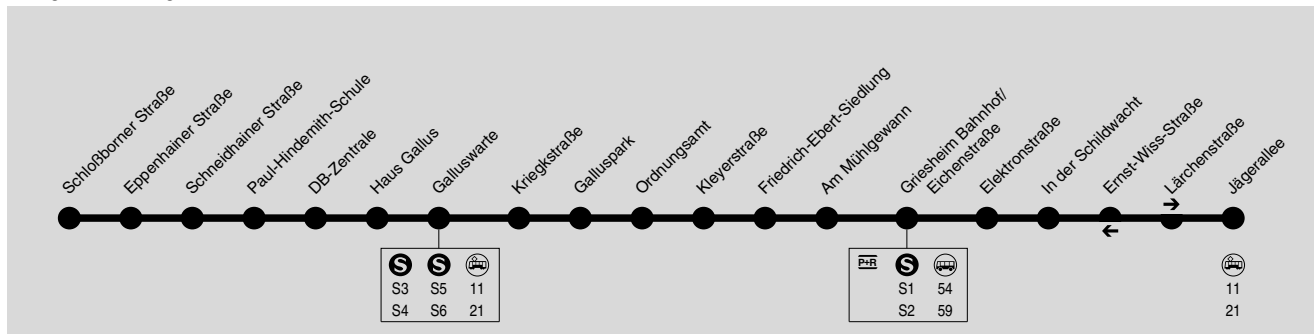 Schloßborner Straße
Eppenhainer Straße
Schneidhainer Straße
Paul-Hindemith-Schule
DB-Zentrale
Haus Gallus
Galluswarte
Kriegkstraße
Galluspark
Ordnungsamt
Kleyerstraße
Friedrich-Ebert-Siedlung
Am Mühlgewann
Griesheim Bahnhof/
Eichenstraße
Elektronstraße
In der Schildwacht
Ernst-Wiss-Straße
Lärchenstraße
Jägerallee
S S
S3 S5 11
S4 S6 21
P+R S
S1 54
S2 59
11
21